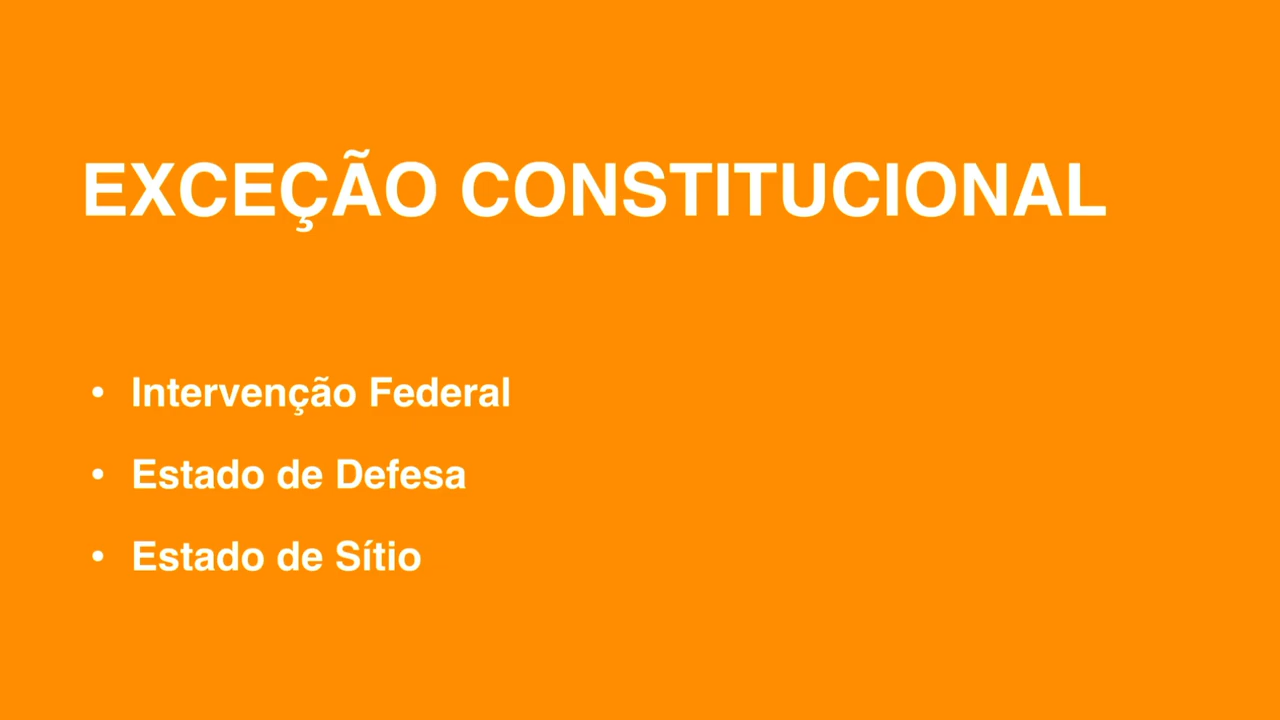 EXCEÇÃO CONSTITUCIONAL
• Intervenção Federal
• Estado de Defesa
• Estado de Sítio